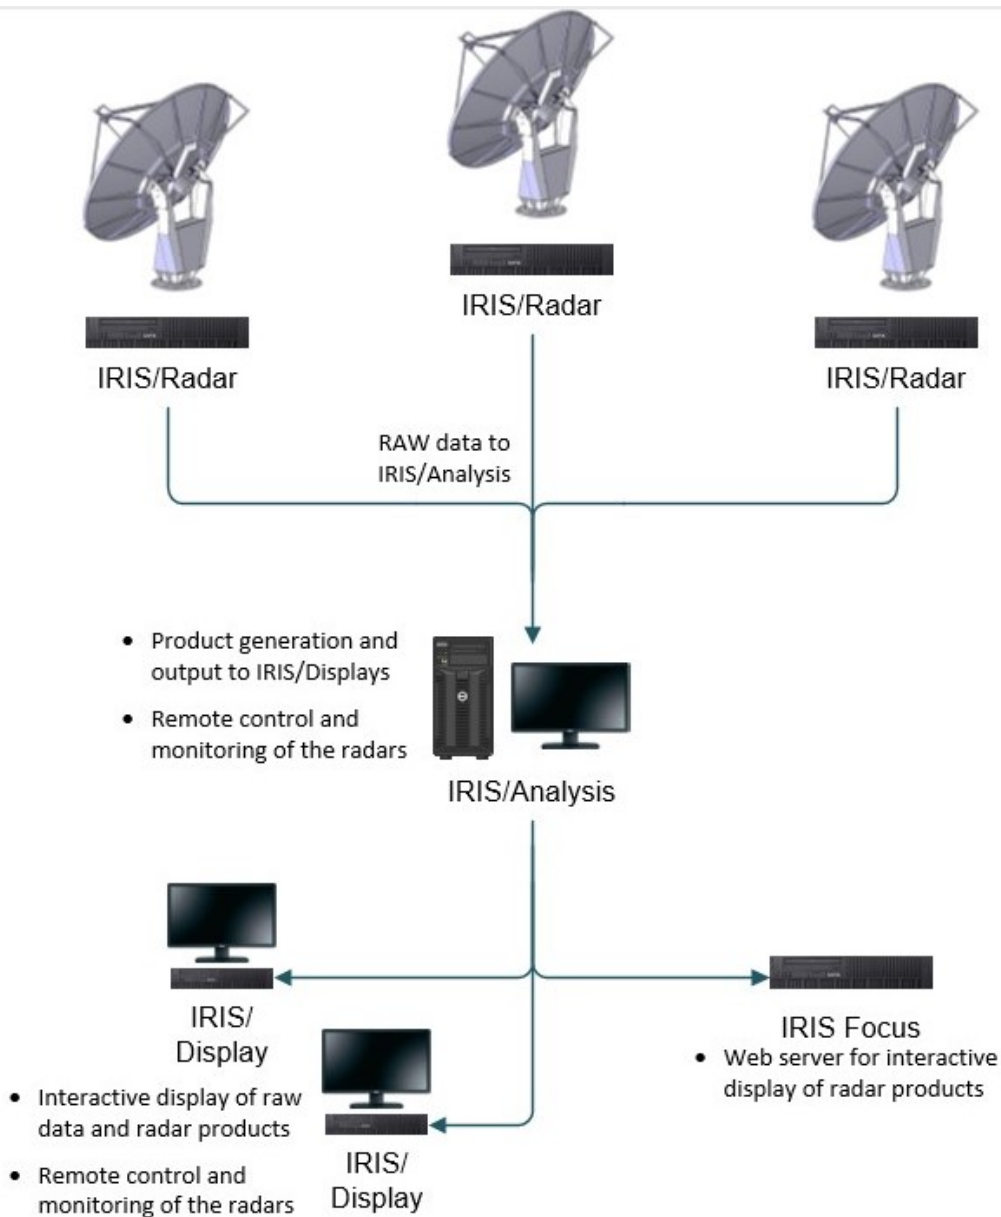 IRIS/Radar
IRIS/Radar
IRIS/Radar
RAW data to
IRIS/Analysis
• Product generation and
output to IRIS/Displays
• Remote control and
monitoring of the radars
IRIS/Analysis
IRIS/
Display
IRIS Focus
• Web server for interactive
display of radar products
• Interactive display of raw
data and radar products
• Remote control and
monitoring of the radars
IRIS/
Display